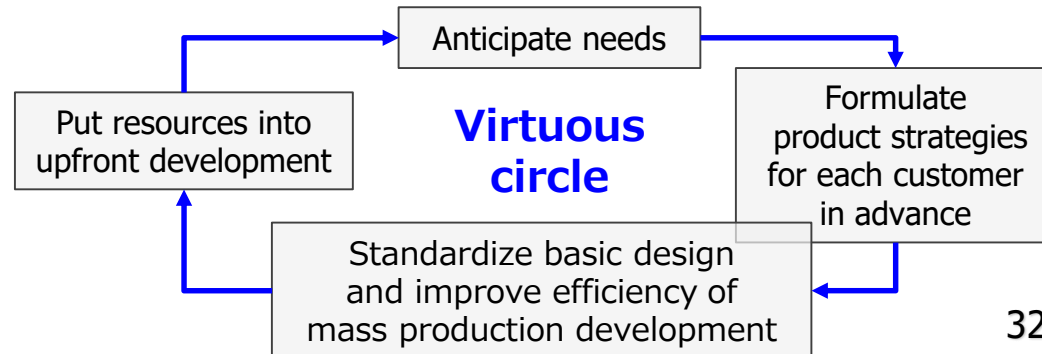 Anticipate needs
Formulate
product strategies
for each customer
in advance
Put resources into
upfront development
Virtuous
circle
Standardize basic design
and improve efficiency of
mass production development
32